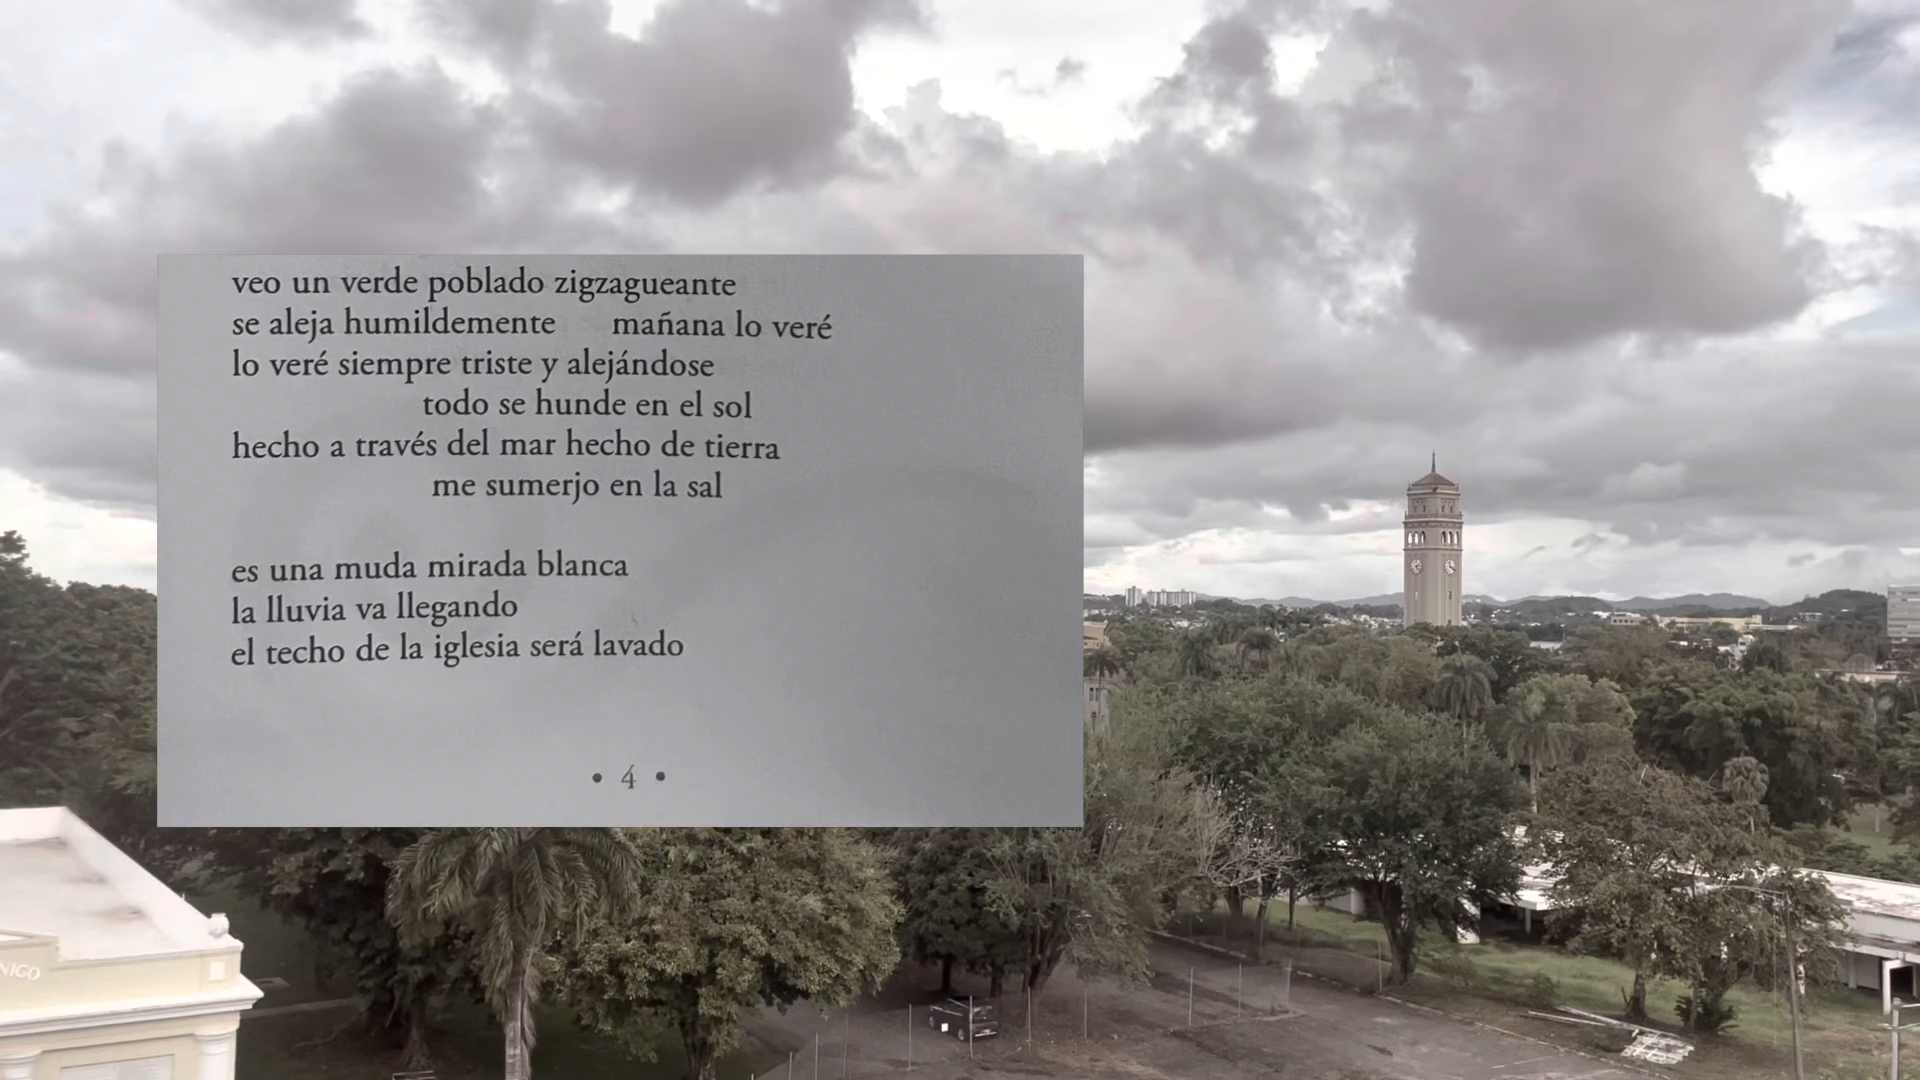 veo un verde poblado zigzagueante
se aleja humildemente mañana lo veré
lo veré siempre triste y alejándose
todo se hunde en el sol
hecho a través del mar hecho de tierra
me sumerjo en la sal
es una muda mirada blanca
la lluvia va llegando
el techo de la iglesia será lavado
• 4 •